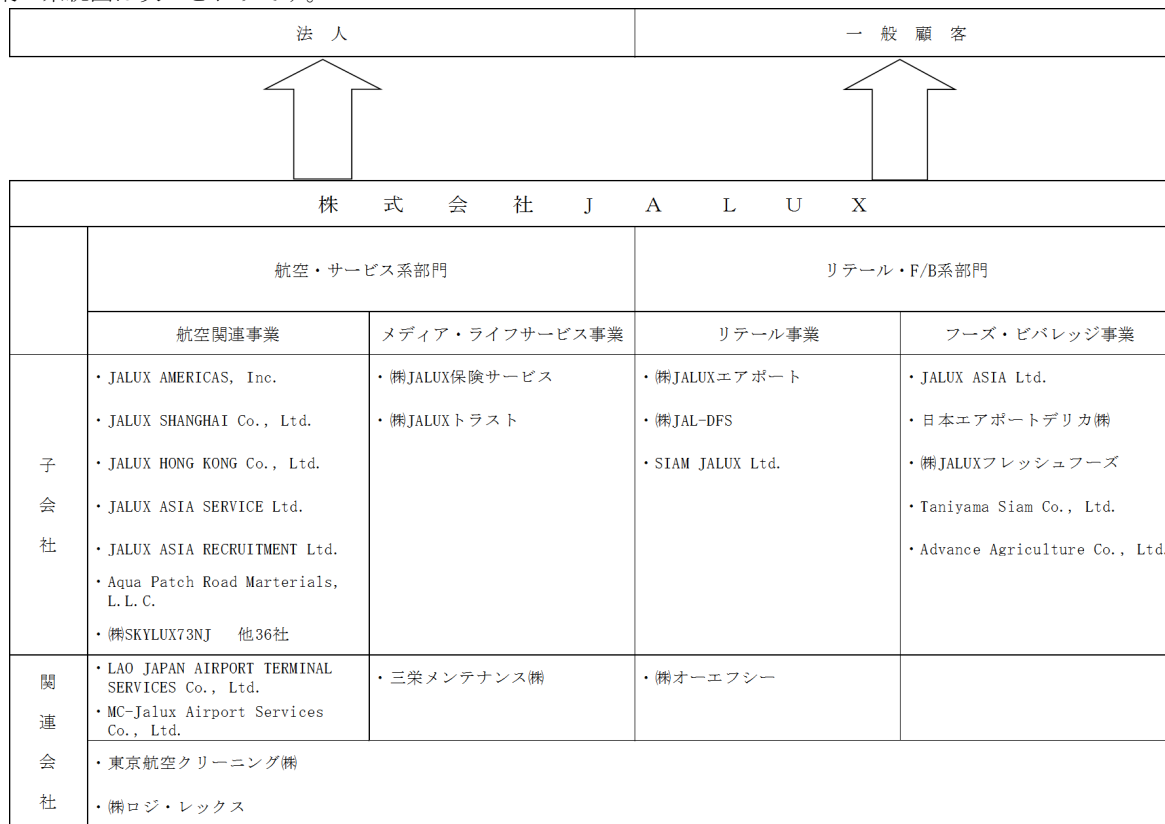 法 人
一 般 顧 客
株 式 会 社 J A L U X
航空・サービス系部門
リテール・F/B系部門
航空関連事業
メディア・ライフサービス事業
リテール事業
フーズ・ビバレッジ事業
子会社
・JALUX AMERICAS, Inc.
・JALUX SHANGHAI Co., Ltd.
・JALUX HONG KONG Co., Ltd.
・JALUX ASIA SERVICE Ltd.
・JALUX ASIA RECRUITMENT Ltd.
・Aqua Patch Road Marterials,
L.L.C.
・㈱SKYLUX73NJ 他36社
・㈱JALUX保険サービス
・㈱JALUXトラスト
・㈱JALUXエアポート
・㈱JAL-DFS
・SIAM JALUX Ltd.
・JALUX ASIA Ltd.
・日本エアポートデリカ㈱
・㈱JALUXフレッシュフーズ
・Taniyama Siam Co., Ltd.
・Advance Agriculture Co., Ltd.
関連会社
・LAO JAPAN AIRPORT TERMINAL
SERVICES Co., Ltd.
・MC-Jalux Airport Services
Co., Ltd.
・三栄メンテナンス㈱
・㈱オーエフシー
・東京航空クリーニング㈱
・㈱ロジ・レックス